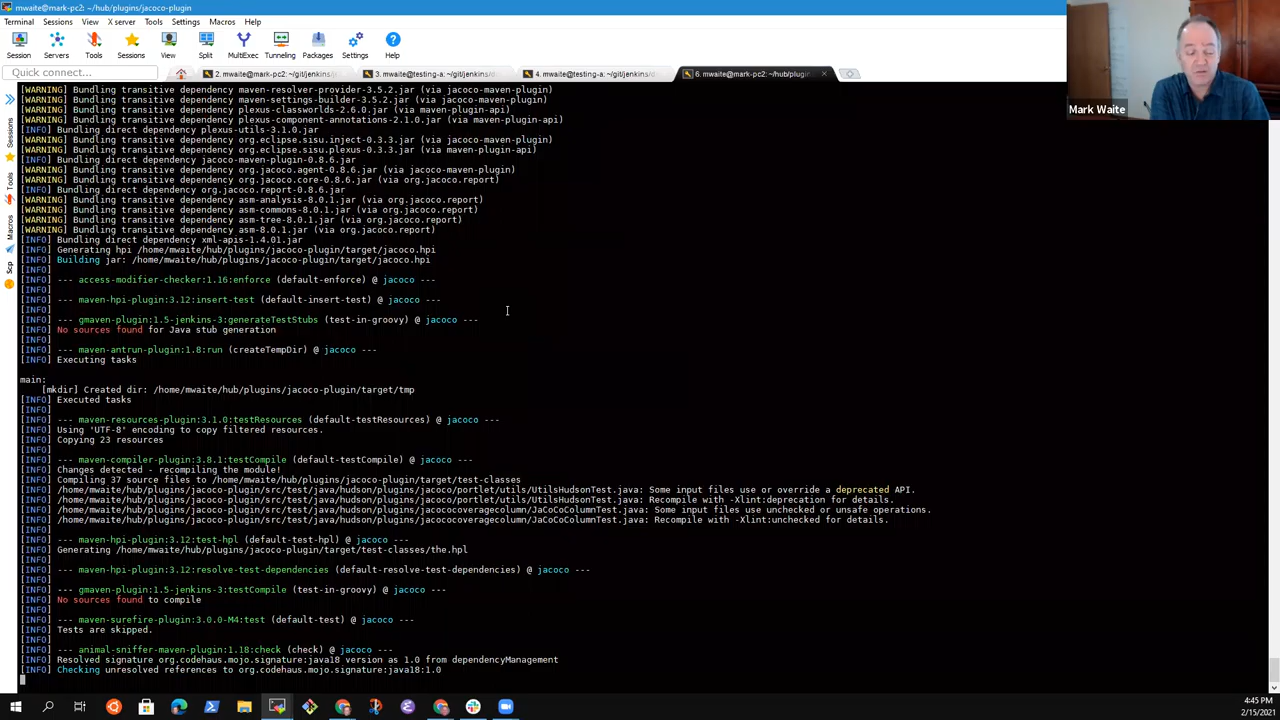 mwaite@mark-pc2: ~/hub/plugins/jacoco-plugin
Terminal Sessions View X server Tools Settings Macros Help
Session Servers Tools Sessions View Split MultiExec Tunneling Packages Settings Help
Quick connect...
2. mwaite@mark-pc2: ~/git/jenkins/
3. mwaite@testing-a: ~/git/jenkins/d
4. mwaite@testing-a: ~/git/jenkins/d
6. mwaite@mark-pc2: ~/hub/plugin
Mark Waite
Sessions
Tools
Macros
Scp
[WARNING] Bundling transitive dependency maven-resolver-provider-3.5.2.jar (via jacoco-maven-plugin)
[WARNING] Bundling transitive dependency maven-settings-builder-3.5.2.jar (via jacoco-maven-plugin)
[WARNING] Bundling transitive dependency plexus-classworlds-2.6.0.jar (via maven-plugin-api)
[WARNING] Bundling transitive dependency plexus-component-annotations-2.1.0.jar (via maven-plugin-api)
[INFO] Bundling direct dependency plexus-utils-3.1.0.jar
[WARNING] Bundling transitive dependency org.eclipse.sisu.inject-0.3.3.jar (via jacoco-maven-plugin)
[WARNING] Bundling transitive dependency org.eclipse.sisu.plexus-0.3.3.jar (via maven-plugin-api)
[INFO] Bundling direct dependency jacoco-maven-plugin-0.8.6.jar
[WARNING] Bundling transitive dependency org.jacoco.agent-0.8.6.jar (via jacoco-maven-plugin)
[WARNING] Bundling transitive dependency org.jacoco.core-0.8.6.jar (via org.jacoco.report)
[INFO] Bundling direct dependency org.jacoco.report-0.8.6.jar
[WARNING] Bundling transitive dependency asm-analysis-8.0.1.jar (via org.jacoco.report)
[WARNING] Bundling transitive dependency asm-commons-8.0.1.jar (via org.jacoco.report)
[WARNING] Bundling transitive dependency asm-tree-8.0.1.jar (via org.jacoco.report)
[WARNING] Bundling transitive dependency asm-8.0.1.jar (via org.jacoco.report)
[INFO] Bundling direct dependency xml-apis-1.4.01.jar
[INFO] Generating hpi /home/mwaite/hub/plugins/jacoco-plugin/target/jacoco.hpi
[INFO] Building jar: /home/mwaite/hub/plugins/jacoco-plugin/target/jacoco.hpi
[INFO]
[INFO] --- access-modifier-checker:1.16:enforce (default-enforce) @ jacoco ---
[INFO]
[INFO] --- maven-hpi-plugin:3.12:insert-test (default-insert-test) @ jacoco ---
[INFO]
[INFO] --- gmaven-plugin:1.5-jenkins-3:generateTestStubs (test-in-groovy) @ jacoco ---
[INFO] No sources found for Java stub generation
[INFO]
[INFO] --- maven-antrun-plugin:1.8:run (createTempDir) @ jacoco ---
[INFO] Executing tasks
main:
[mkdir] Created dir: /home/mwaite/hub/plugins/jacoco-plugin/target/tmp
[INFO] Executed tasks
[INFO]
[INFO] --- maven-resources-plugin:3.1.0:testResources (default-testResources) @ jacoco ---
[INFO] Using 'UTF-8' encoding to copy filtered resources.
[INFO] Copying 23 resources
[INFO]
[INFO] --- maven-compiler-plugin:3.8.1:testCompile (default-testCompile) @ jacoco ---
[INFO] Changes detected - recompiling the module!
[INFO] Compiling 37 source files to /home/mwaite/hub/plugins/jacoco-plugin/target/test-classes
[INFO] /home/mwaite/hub/plugins/jacoco-plugin/src/test/java/hudson/plugins/jacoco/portlet/utils/UtilsHudsonTest.java: Some input files use or override a deprecated API.
[INFO] /home/mwaite/hub/plugins/jacoco-plugin/src/test/java/hudson/plugins/jacoco/portlet/utils/UtilsHudsonTest.java: Recompile with -Xlint:deprecation for details.
[INFO] /home/mwaite/hub/plugins/jacoco-plugin/src/test/java/hudson/plugins/jacococoveragecolumn/JaCoCoColumnTest.java: Some input files use unchecked or unsafe operations.
[INFO] /home/mwaite/hub/plugins/jacoco-plugin/src/test/java/hudson/plugins/jacococoveragecolumn/JaCoCoColumnTest.java: Recompile with -Xlint:unchecked for details.
[INFO]
[INFO] --- maven-hpi-plugin:3.12:test-hpl (default-test-hpl) @ jacoco ---
[INFO] Generating /home/mwaite/hub/plugins/jacoco-plugin/target/test-classes/the.hpl
[INFO]
[INFO] --- maven-hpi-plugin:3.12:resolve-test-dependencies (default-resolve-test-dependencies) @ jacoco ---
[INFO]
[INFO] --- gmaven-plugin:1.5-jenkins-3:testCompile (test-in-groovy) @ jacoco ---
[INFO] No sources found to compile
[INFO]
[INFO] --- maven-surefire-plugin:3.0.0-M4:test (default-test) @ jacoco ---
[INFO] Tests are skipped.
[INFO]
[INFO] --- animal-sniffer-maven-plugin:1.18:check (check) @ jacoco ---
[INFO] Resolved signature org.codehaus.mojo.signature:java18 version as 1.0 from dependencyManagement
[INFO] Checking unresolved references to org.codehaus.mojo.signature:java18:1.0
4:45 PM
2/15/2021